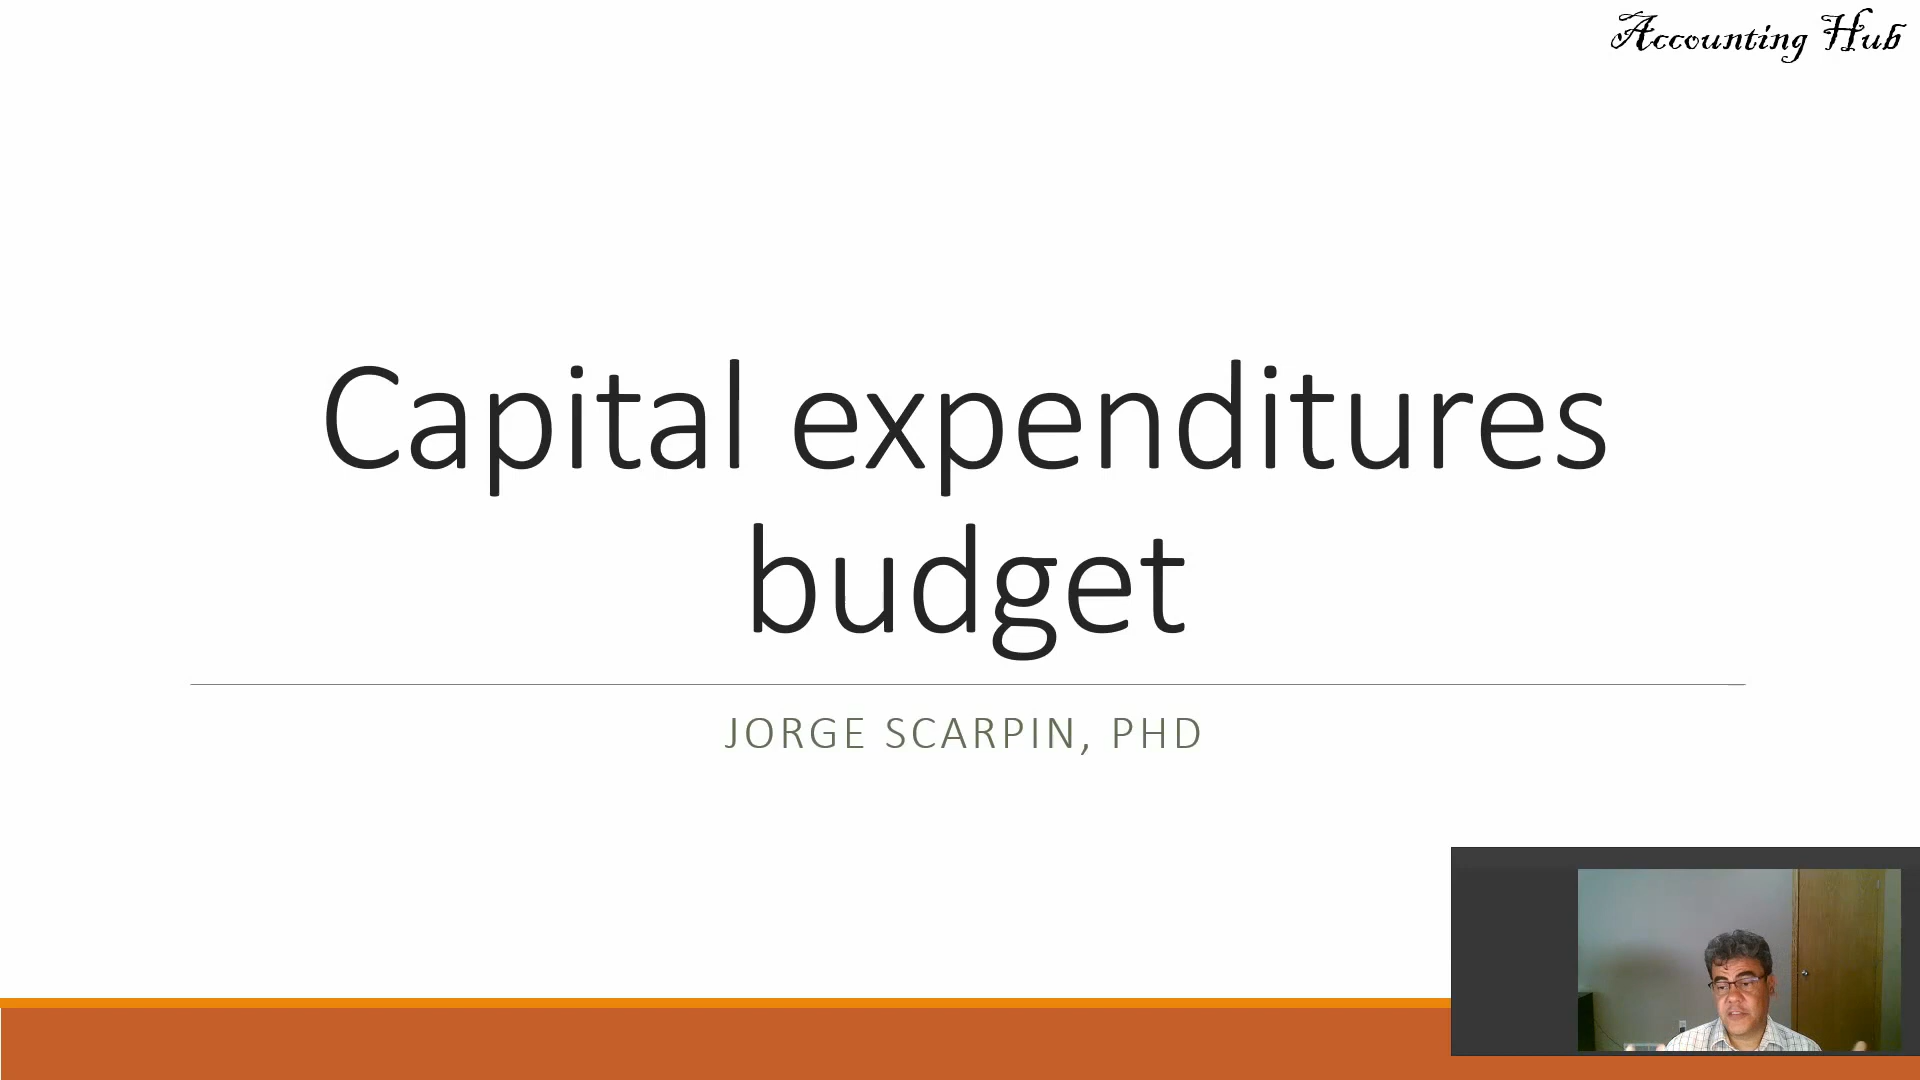 Accounting Hub
Capital expenditures
budget
JORGE SCARPIN, PHD